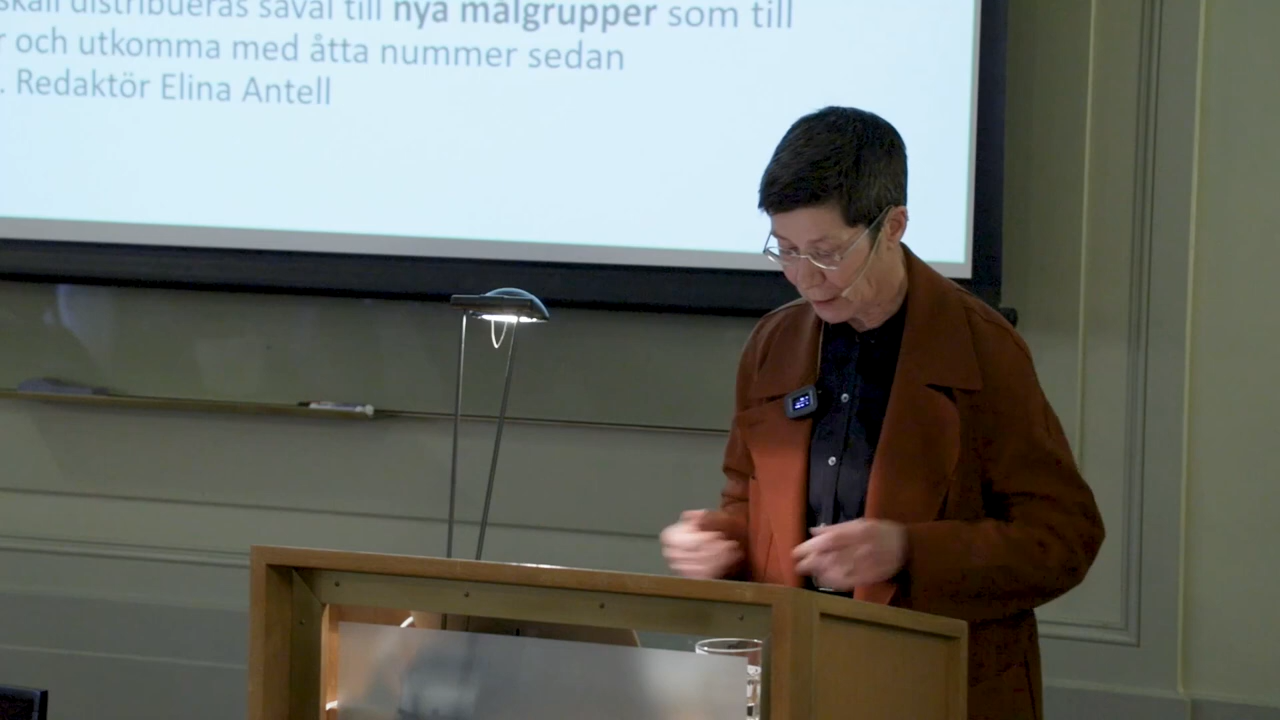 skall distribueras såväl till nya målgrupper som till
r och utkomma med åtta nummer sedan
. Redaktör Elina Antell